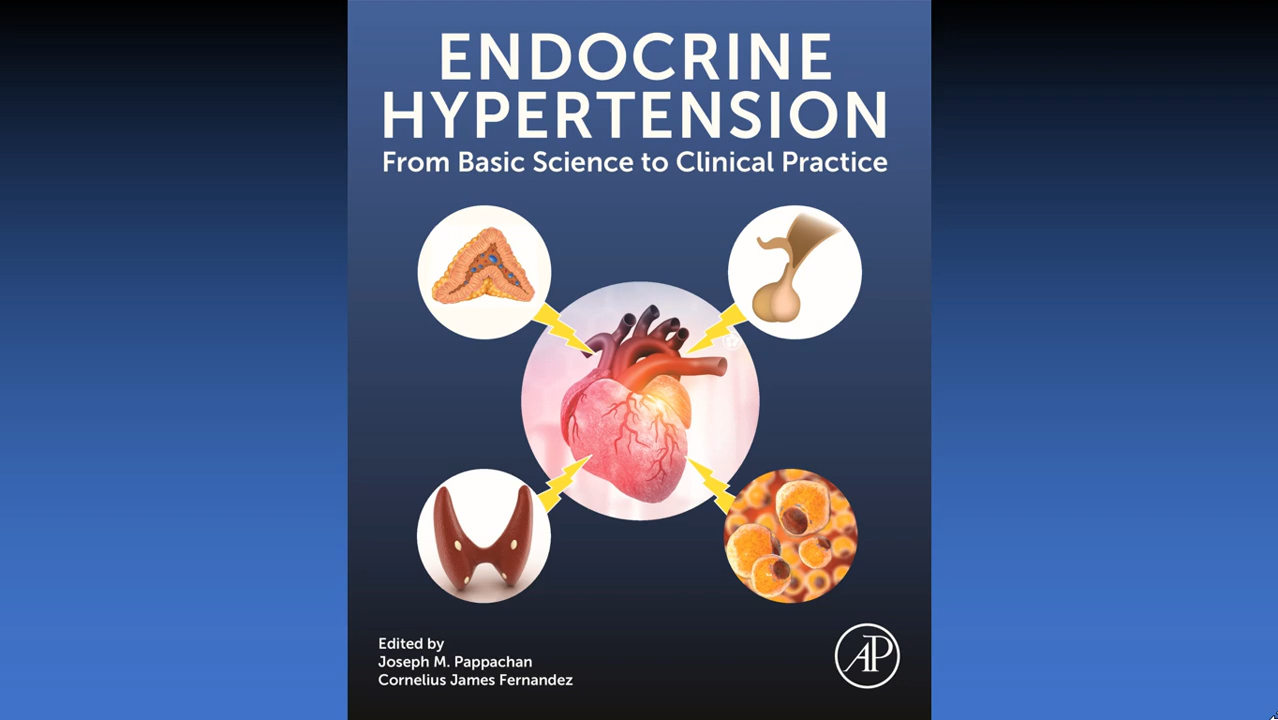 ENDOCRINE
HYPERTENSION
From Basic Science to Clinical Practice
Edited by
Joseph M. Pappachan
Cornelius James Fernandez
AP